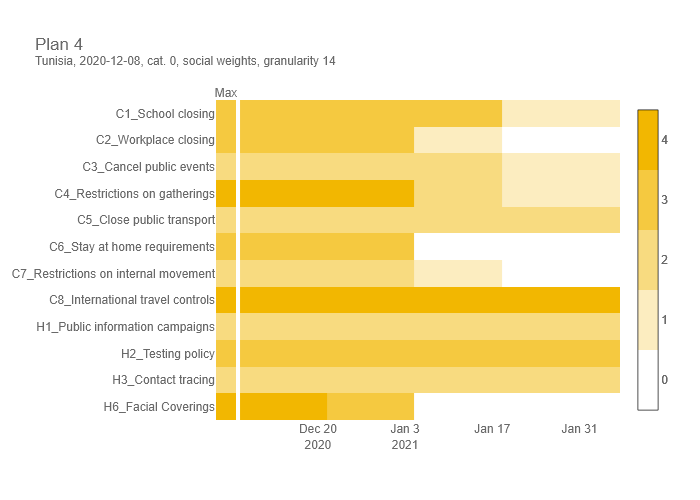 Plan 4
Tunisia, 2020-12-08, cat. 0, social weights, granularity 14
Max
C1_School closing
C2_Workplace closing
C3_Cancel public events
C4_Restrictions on gatherings
C5_Close public transport
C6_Stay at home requirements
C7_Restrictions on internal movement
C8_International travel controls
H1_Public information campaigns
H2_Testing policy
H3_Contact tracing
H6_Facial Coverings
Dec 20 Jan 3 Jan 17 Jan 31
2020 2021
4
3
2
1
0